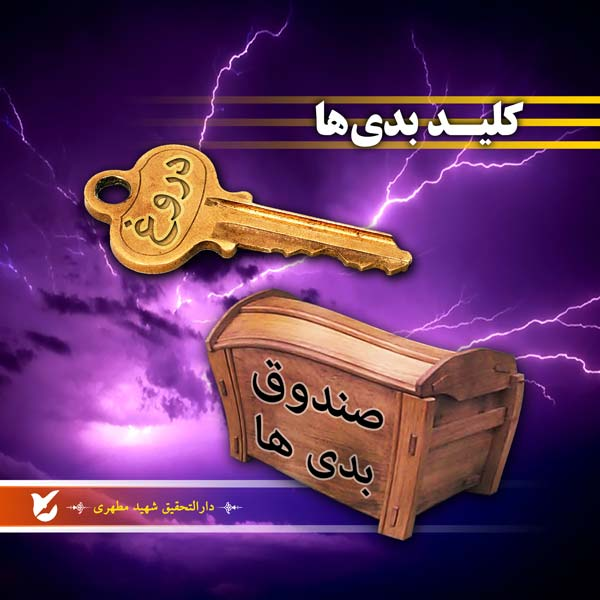 کلید بدی‌ها
دروغ
صندوق
بدی ها
دارالتحقیق شهید مطهری